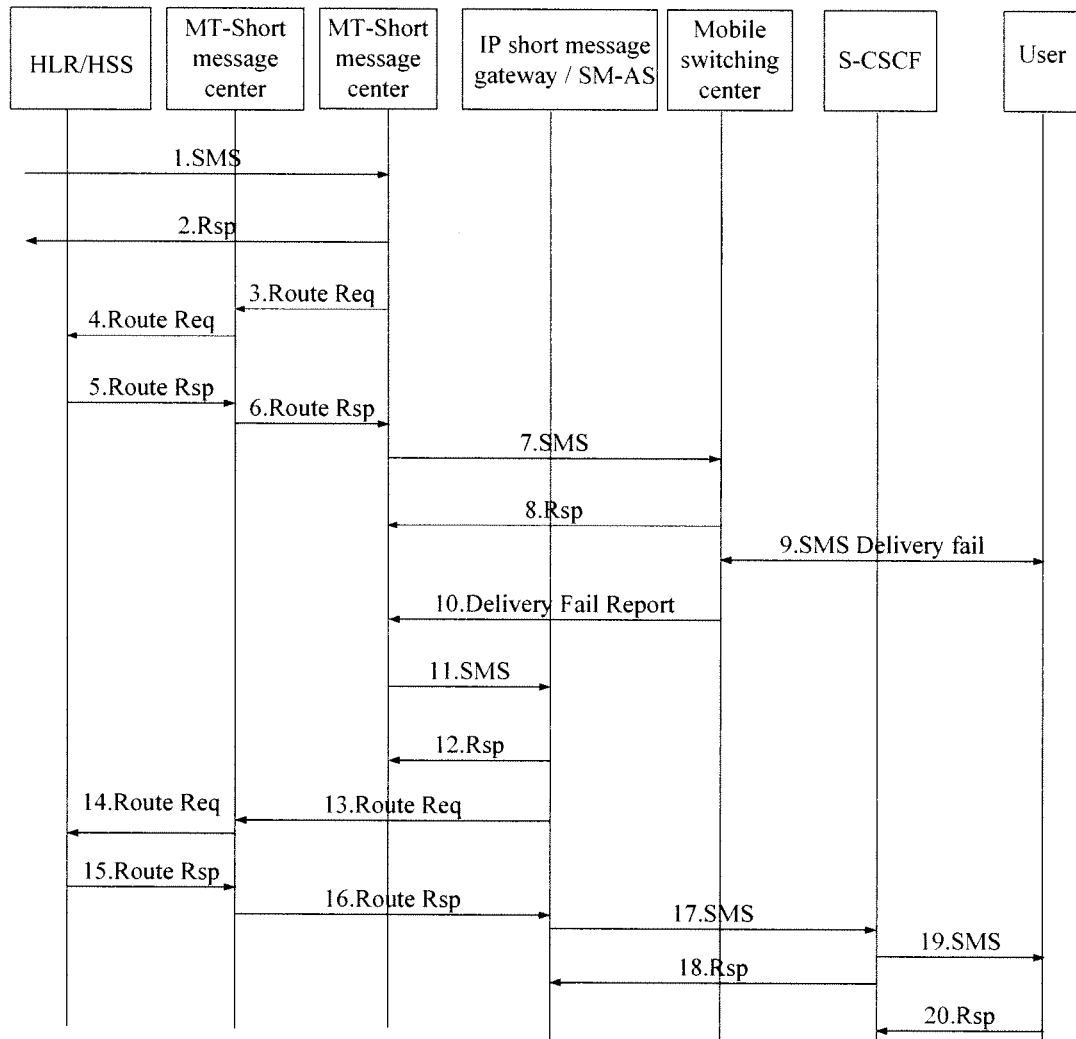 HLR/HSS
MT-Short
message
center
MT-Short
message
center
IP short message
gateway / SM-AS
Mobile
switching
center
S-CSCF
User
1.SMS
2.Rsp
3.Route Req
4.Route Req
5.Route Rsp
6.Route Rsp
7.SMS
8.Rsp
9.SMS Delivery fail
10.Delivery Fail Report
11.SMS
12.Rsp
14.Route Req
13.Route Req
15.Route Rsp
16.Route Rsp
17.SMS
19.SMS
18.Rsp
20.Rsp